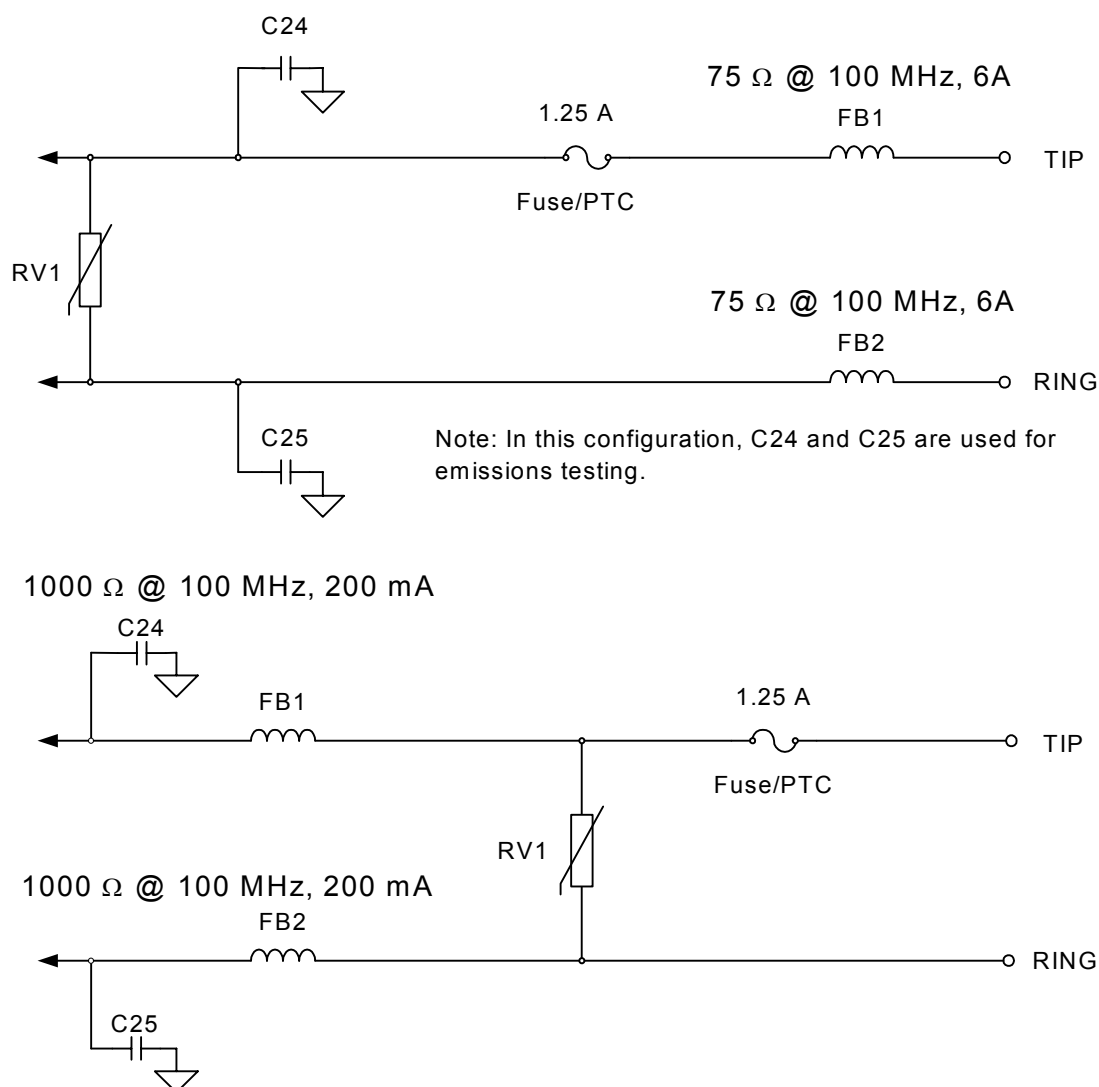 C24
75 Ω @ 100 MHz, 6A
1.25 A
FB1
TIP
Fuse/PTC
RV1
75 Ω @ 100 MHz, 6A
FB2
RING
C25
Note: In this configuration, C24 and C25 are used for
emissions testing.
1000 Ω @ 100 MHz, 200 mA
C24
FB1
1.25 A
TIP
Fuse/PTC
RV1
1000 Ω @ 100 MHz, 200 mA
FB2
RING
C25